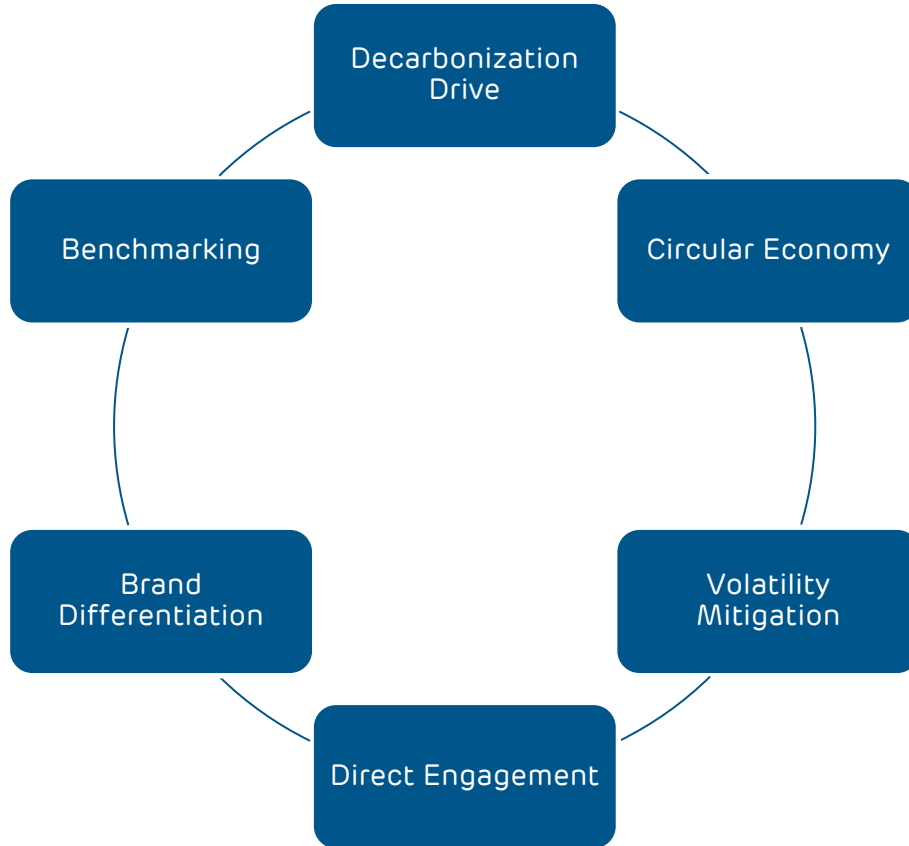 Decarbonization
Drive
Benchmarking
Circular Economy
Brand
Differentiation
Volatility
Mitigation
Direct Engagement